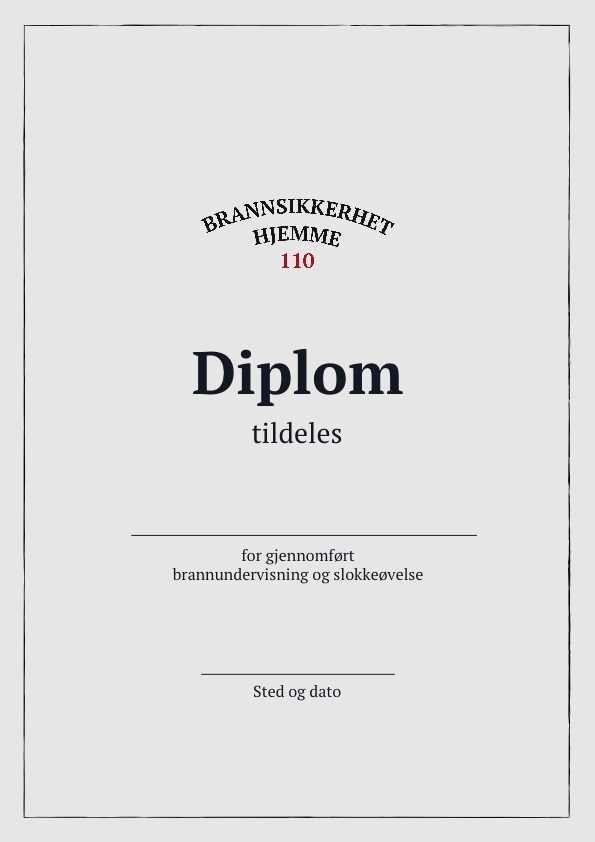 BRANNSIKKERHET
HJEMME
110
Diplom
tildeles
for gjennomført
brannundervisning og slokkeøvelse
Sted og dato